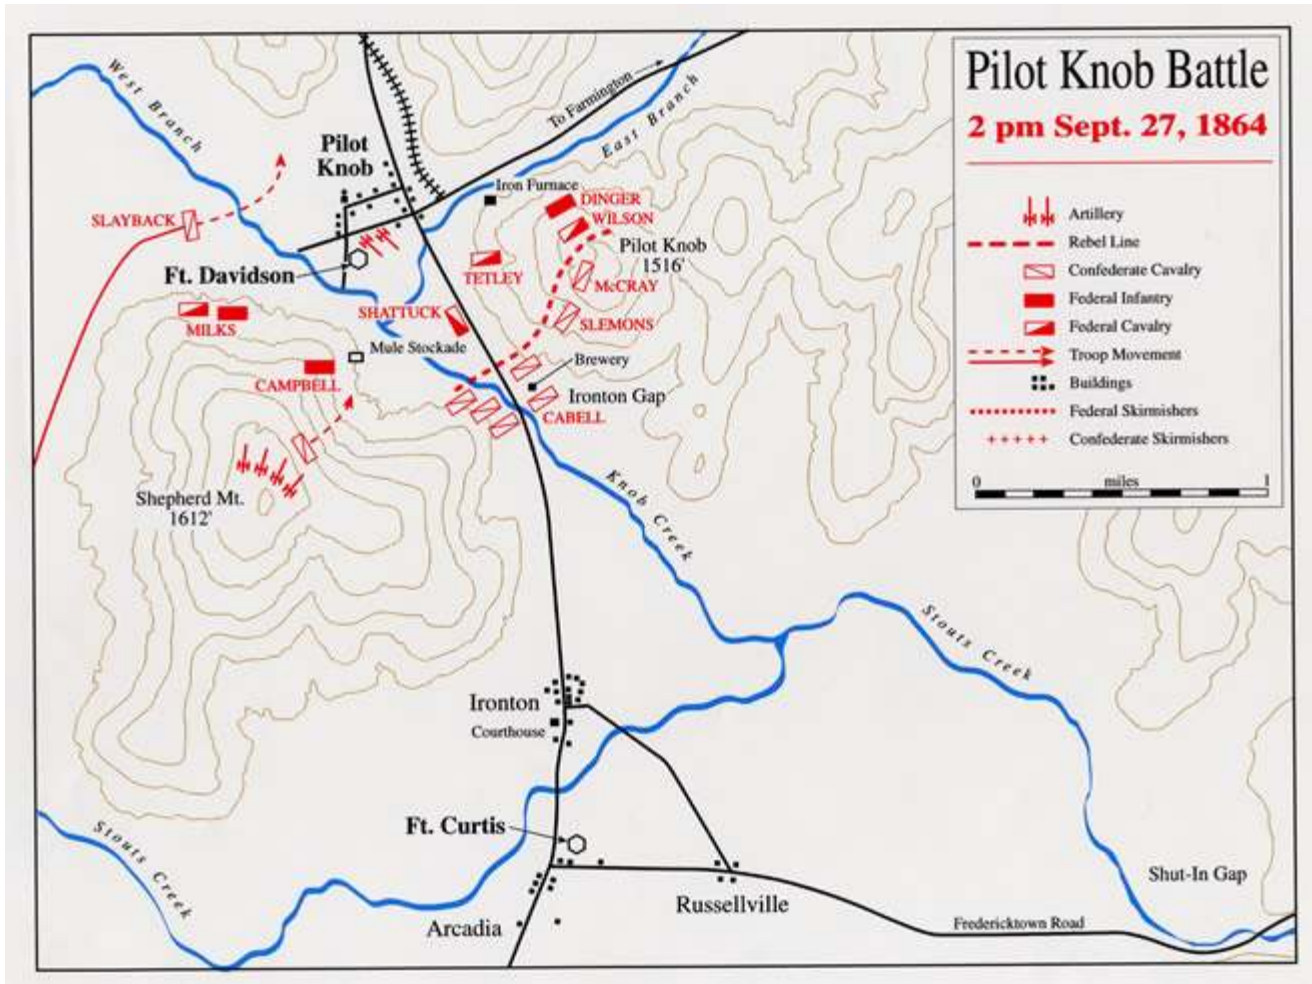 Pilot Knob Battle
2 pm Sept. 27, 1864
Artillery
Rebel Line
Confederate Cavalry
Federal Infantry
Federal Cavalry
Troop Movement
Buildings
Federal Skirmishers
Confederate Skirmishers
0 miles 1
West Branch
To Farmington
East Branch
Pilot
Knob
Iron Furnace
DINGER
WILSON
SLAYBACK
Pilot Knob
1516'
Ft. Davidson
TETLEY
McCRAY
SHATTUCK
SLEMONS
MILKS
Mule Stockade
Brewery
CAMPBELL
Ironton Gap
CABELL
Shepherd Mt.
1612'
Knob Creek
Stouts Creek
Ironton
Courthouse
Ft. Curtis
Stouts Creek
Shut-In Gap
Russellville
Arcadia
Fredericktown Road